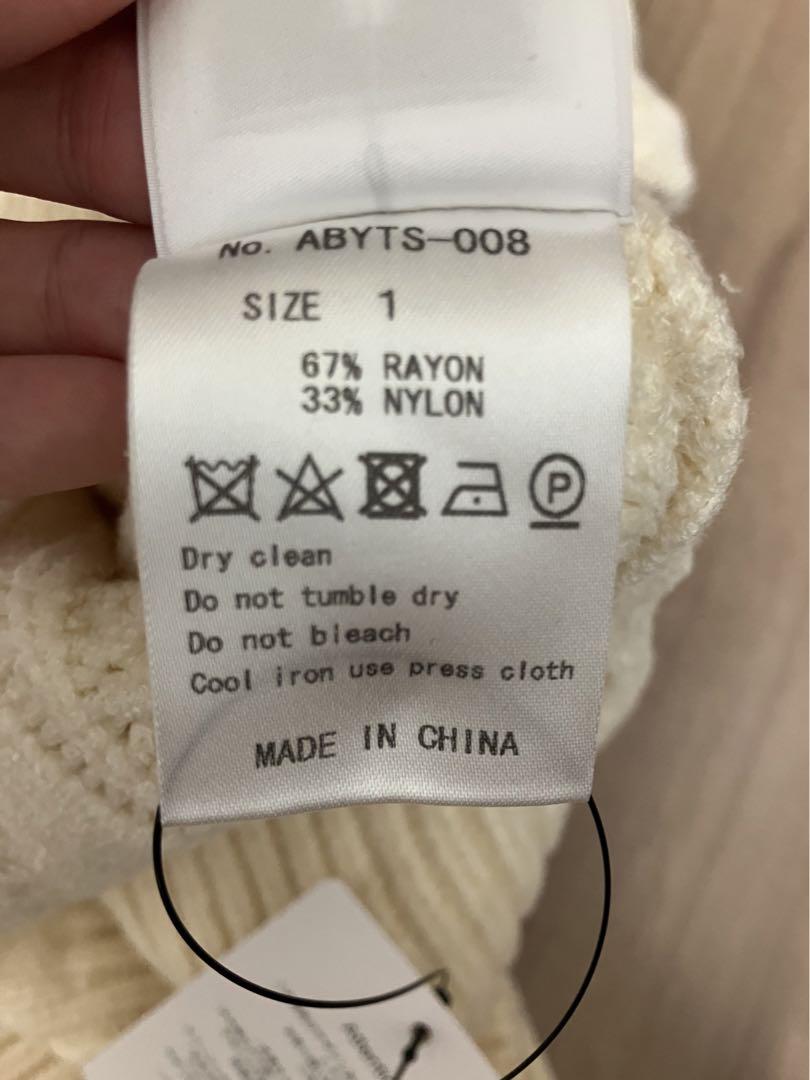 No. ABYTS-008
SIZE 1
67% RAYON
33% NYLON
P
Dry clean
Do not tumble dry
Do not bleach
Cool iron use press cloth
MADE IN CHINA